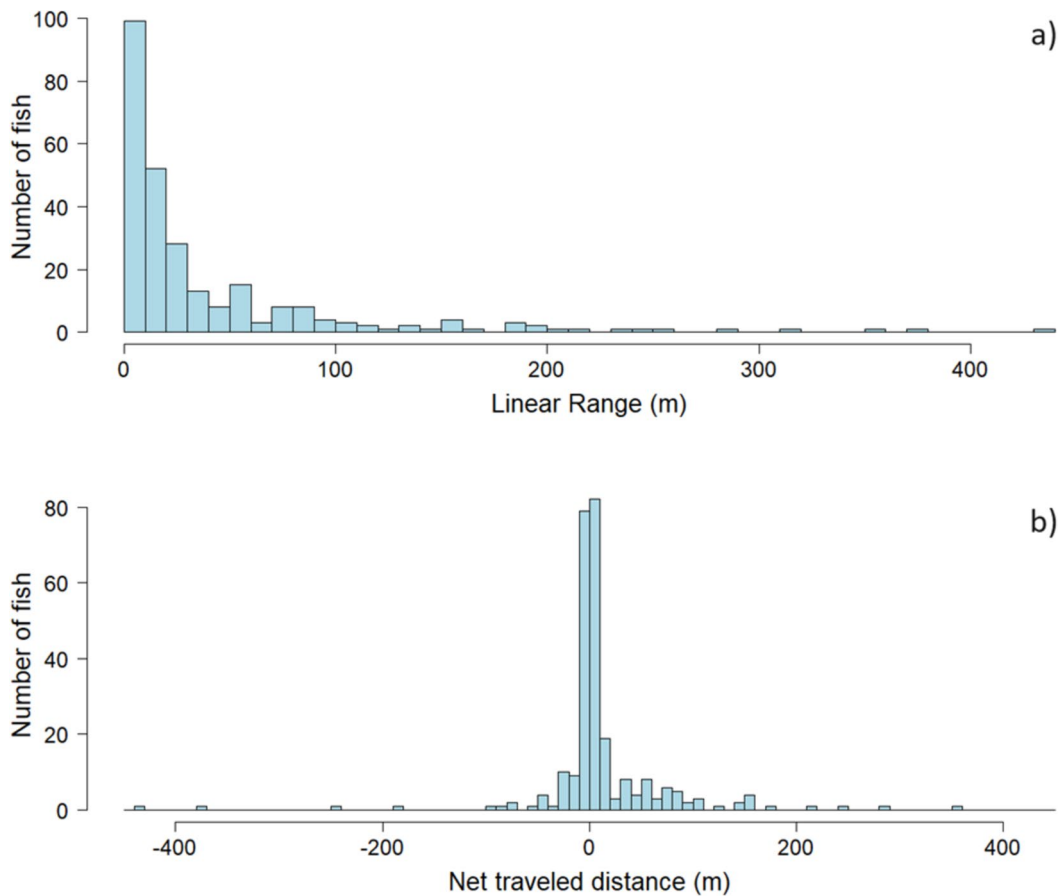 a)
Number of fish
100
80
60
40
20
0
0 100 200 300 400
Linear Range (m)
b)
Number of fish
80
60
40
20
0
-400 -200 0 200 400
Net traveled distance (m)